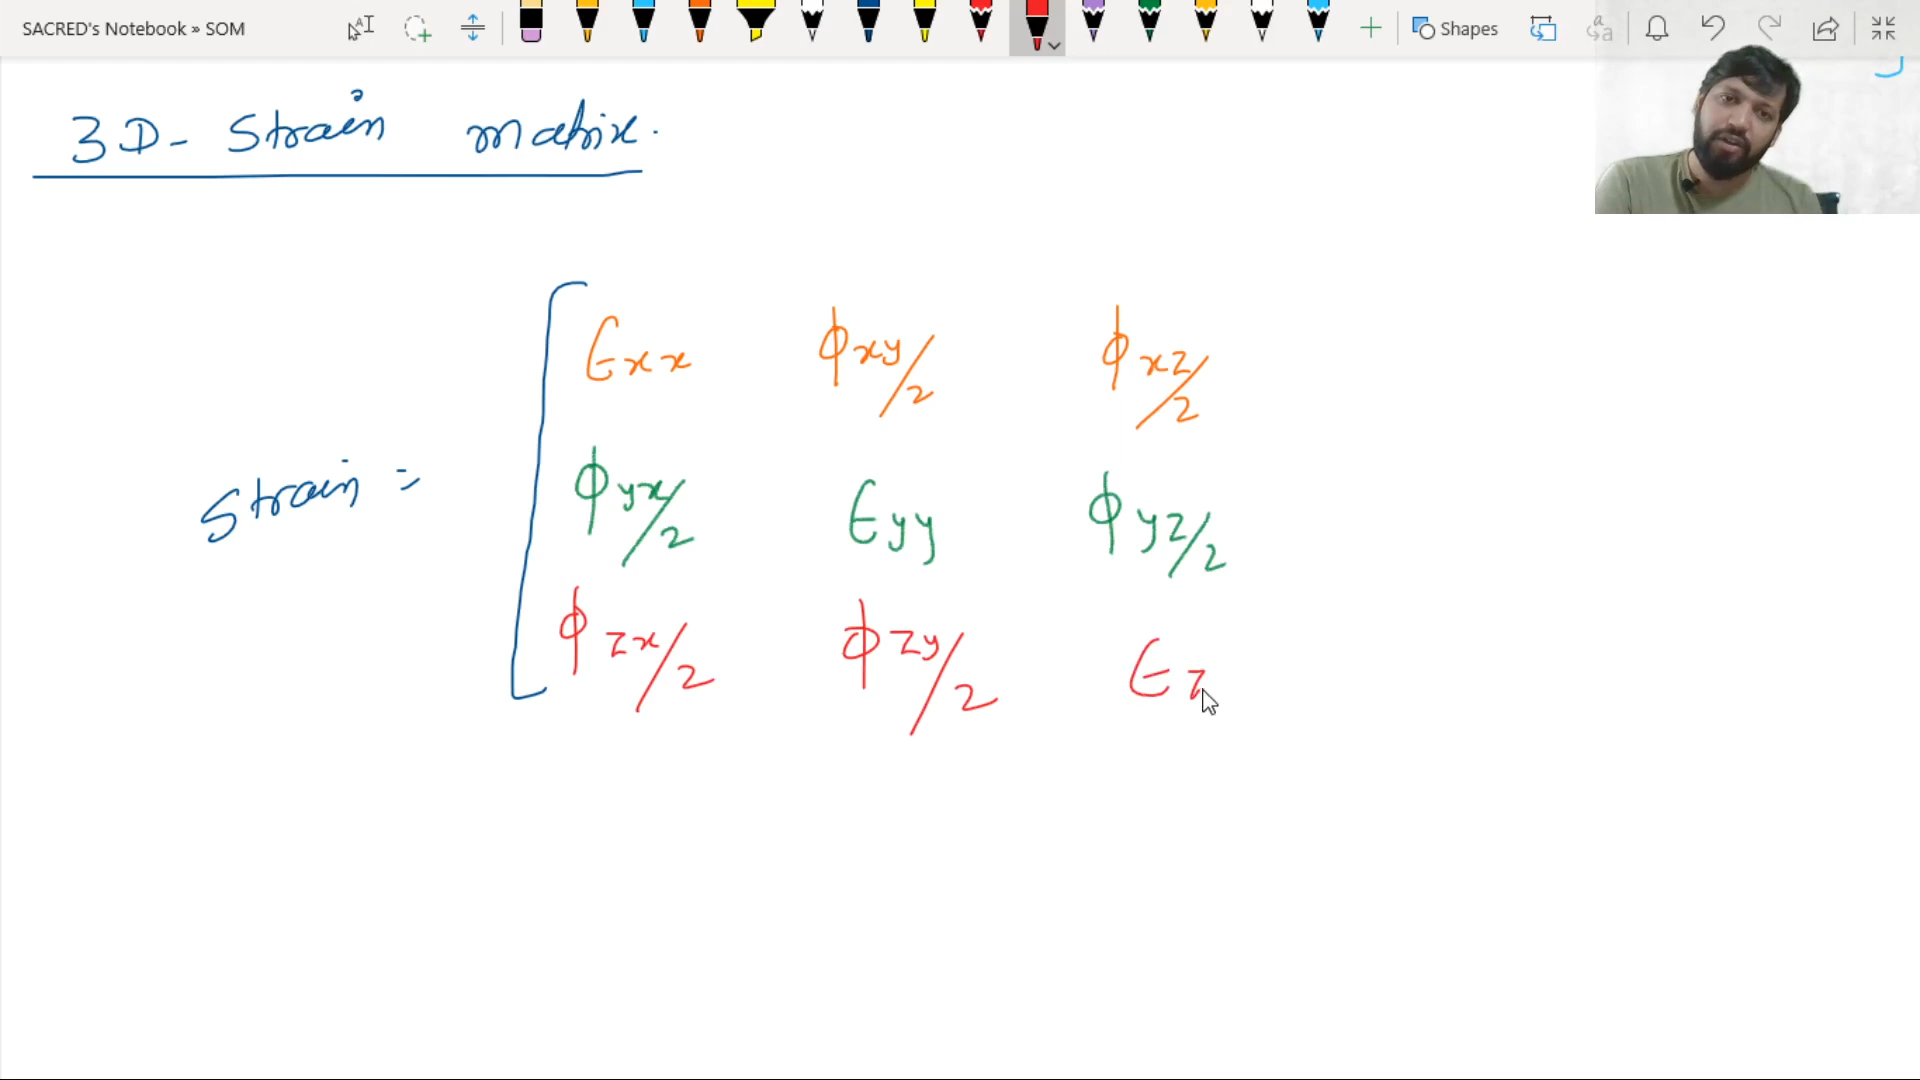 SACRED's Notebook » SOM
Shapes
3D- Strain matrix.
Strain =
ϵxx ϕxy/2 ϕxz/2
ϕyx/2 ϵyy ϕyz/2
ϕzx/2 ϕzy/2 ϵz